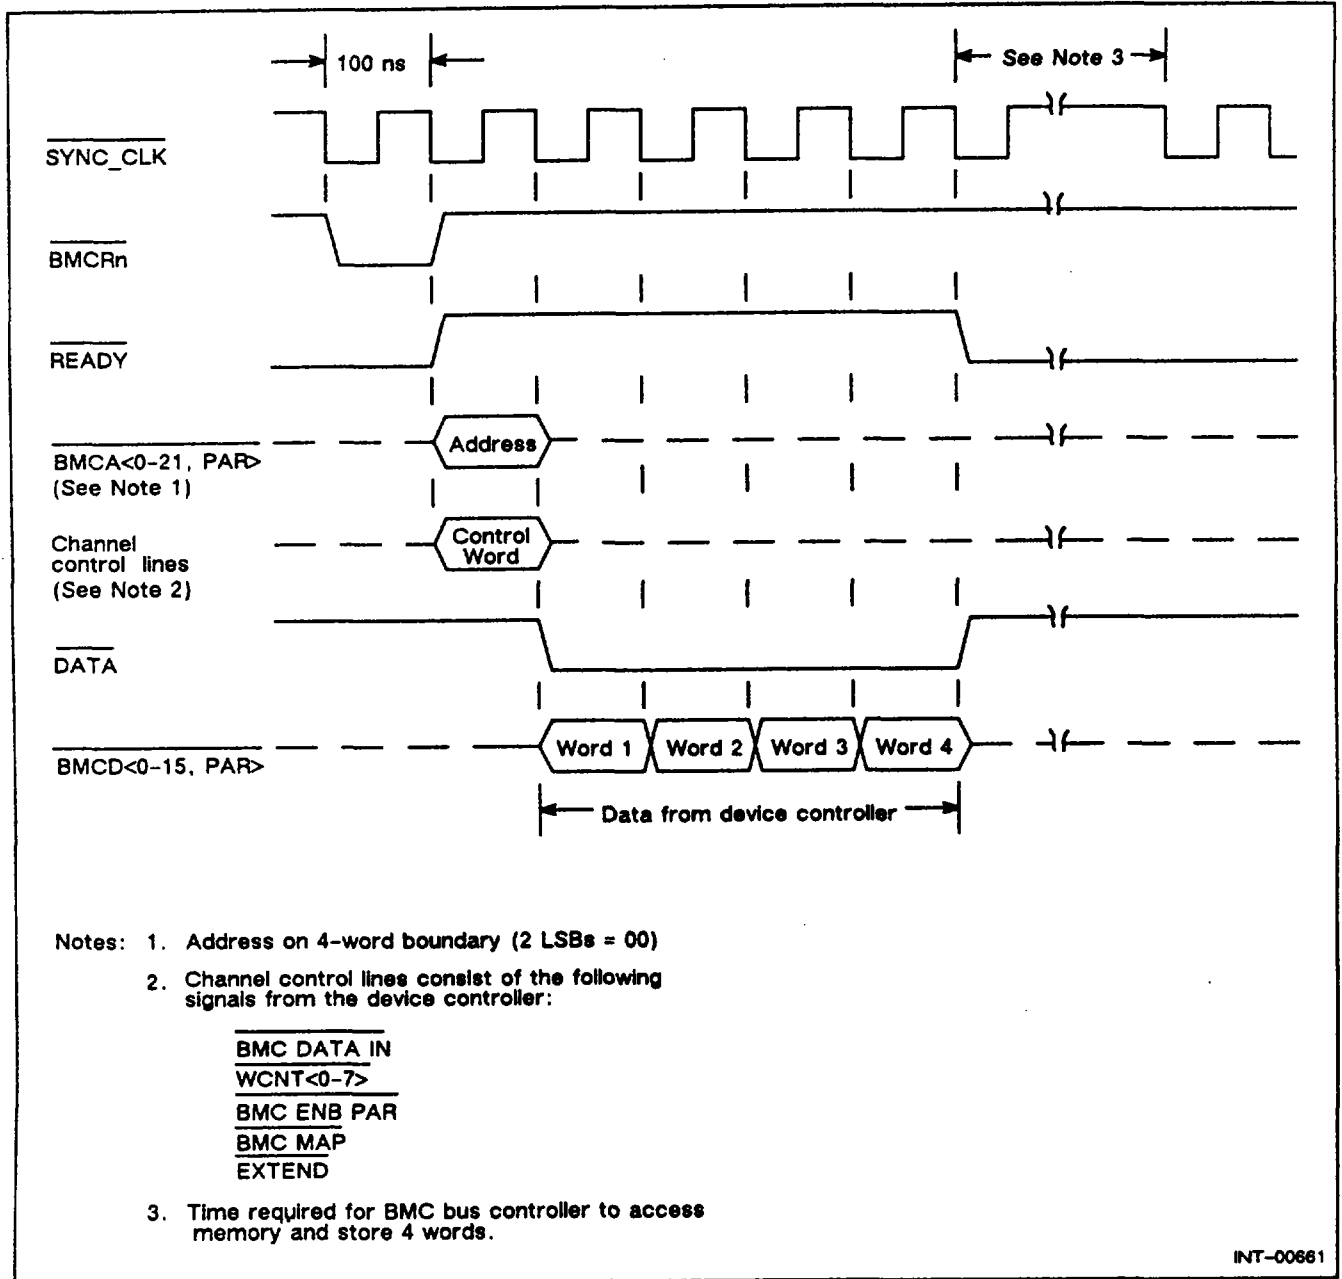 100 ns
See Note 3
SYNC_CLK
BMCRn
READY
Address
BMCA<0-21, PAR>
(See Note 1)
Channel
control lines
(See Note 2)
Control
Word
DATA
Word 1 Word 2 Word 3 Word 4
BMCD<0-15, PAR>
Data from device controller
Notes: 1. Address on 4-word boundary (2 LSBs = 00)
2. Channel control lines consist of the following
signals from the device controller:
BMC DATA IN
WCNT<0-7>
BMC ENB PAR
BMC MAP
EXTEND
3. Time required for BMC bus controller to access
memory and store 4 words.
INT-00661